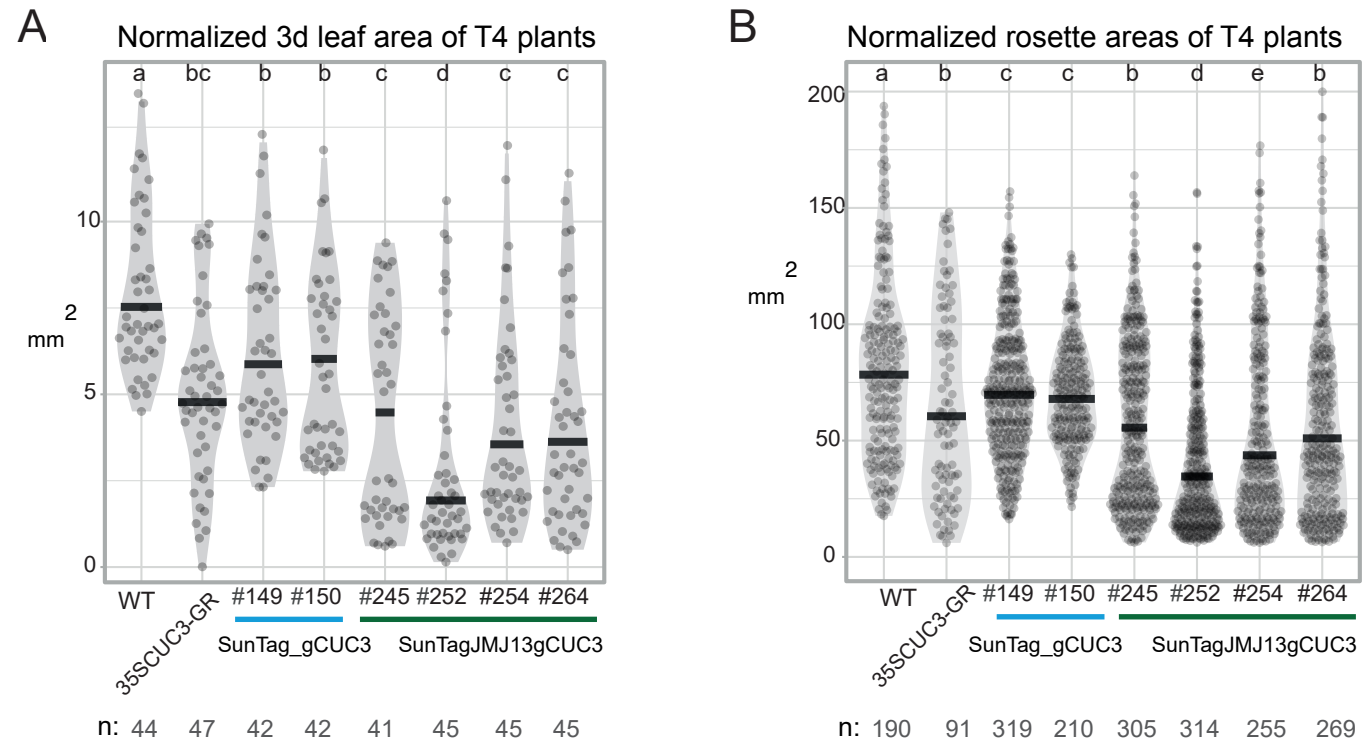 A
Normalized 3d leaf area of T4 plants
a bc b b c d c c
10
5
0
mm 2
WT 35SCUC3-GR #149 #150 #245 #252 #254 #264
SunTag_gCUC3 SunTagJMJ13gCUC3
n: 44 47 42 42 41 45 45 45
B
Normalized rosette areas of T4 plants
a b c c b d e b
200
150
100
50
0
mm 2
WT 35SCUC3-GR #149 #150 #245 #252 #254 #264
SunTag_gCUC3 SunTagJMJ13gCUC3
n: 190 91 319 210 305 314 255 269